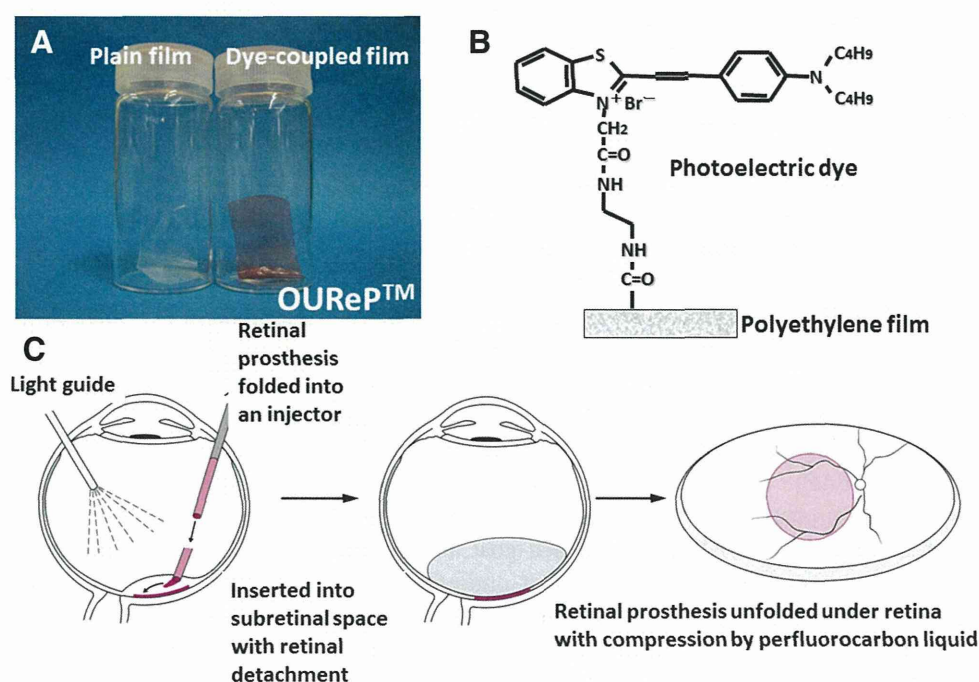 A
Plain film
Dye-coupled film
OUReP™
B
S
N⁺ Br⁻
N
C4H9
C4H9
CH2
C=O
NH
NH
C=O
Photoelectric dye
Polyethylene film
C
Light guide
Retinal
prosthesis
folded into
an injector
Inserted into
subretinal space
with retinal
detachment
Retinal prosthesis unfolded under retina
with compression by perfluorocarbon liquid